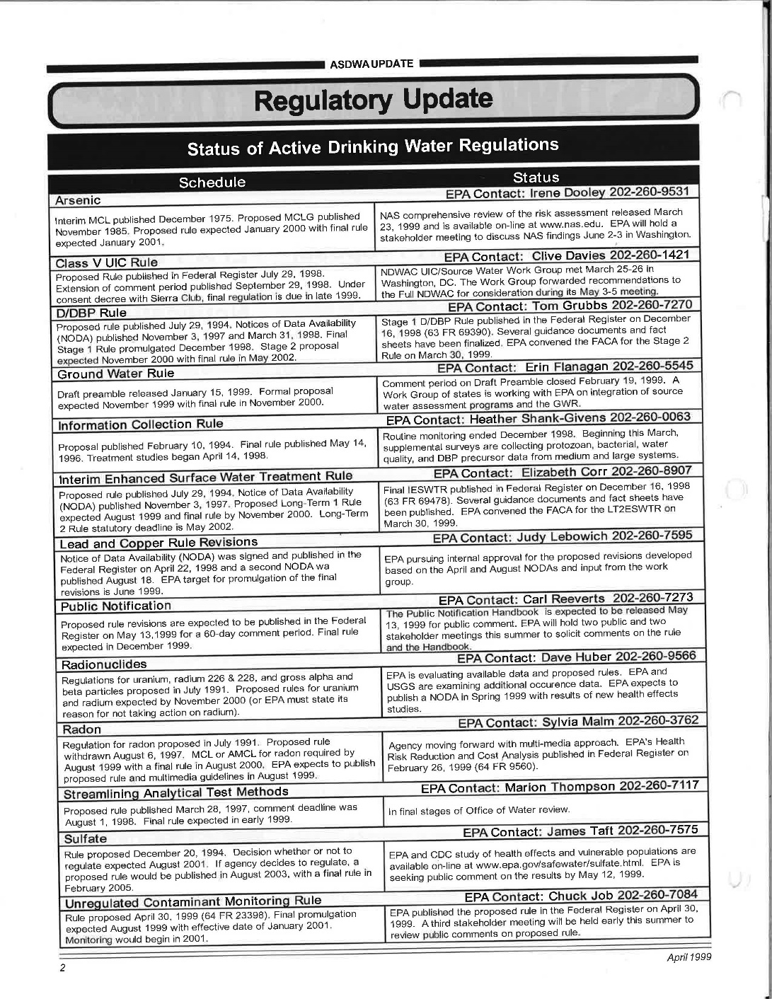 ASDWA UPDATE
Regulatory Update
Status of Active Drinking Water Regulations
Schedule
Status
Arsenic
EPA Contact: Irene Dooley 202-260-9531
Interim MCL published December 1975. Proposed MCLG published
November 1985. Proposed rule expected January 2000 with final rule
expected January 2001.
NAS comprehensive review of the risk assessment released March
23, 1999 and is available on-line at www.nas.edu. EPA will hold a
stakeholder meeting to discuss NAS findings June 2-3 in Washington.
Class V UIC Rule
EPA Contact: Clive Davies 202-260-1421
Proposed Rule published in Federal Register July 29, 1998.
Extension of comment period published September 29, 1998. Under
consent decree with Sierra Club, final regulation is due in late 1999.
NDWAC UIC/Source Water Work Group met March 25-26 in
Washington, DC. The Work Group forwarded recommendations to
the Full NDWAC for consideration during its May 3-5 meeting.
D/DBP Rule
EPA Contact: Tom Grubbs 202-260-7270
Proposed rule published July 29, 1994. Notices of Data Availability
(NODA) published November 3, 1997 and March 31, 1998. Final
Stage 1 Rule promulgated December 1998. Stage 2 proposal
expected November 2000 with final rule in May 2002.
Stage 1 D/DBP Rule published in the Federal Register on December
16, 1998 (63 FR 69390). Several guidance documents and fact
sheets have been finalized. EPA convened the FACA for the Stage 2
Rule on March 30, 1999.
Ground Water Rule
EPA Contact: Erin Flanagan 202-260-5545
Draft preamble released January 15, 1999. Formal proposal
expected November 1999 with final rule in November 2000.
Comment period on Draft Preamble closed February 19, 1999. A
Work Group of states is working with EPA on integration of source
water assessment programs and the GWR.
Information Collection Rule
EPA Contact: Heather Shank-Givens 202-260-0063
Proposal published February 10, 1994. Final rule published May 14,
1996. Treatment studies began April 14, 1998.
Routine monitoring ended December 1998. Beginning this March,
supplemental surveys are collecting protozoan, bacterial, water
quality, and DBP precursor data from medium and large systems.
Interim Enhanced Surface Water Treatment Rule
EPA Contact: Elizabeth Corr 202-260-8907
Proposed rule published July 29, 1994. Notice of Data Availability
(NODA) published November 3, 1997. Proposed Long-Term 1 Rule
expected August 1999 and final rule by November 2000. Long-Term
2 Rule statutory deadline is May 2002.
Final IESWTR published in Federal Register on December 16, 1998
(63 FR 69478). Several guidance documents and fact sheets have
been published. EPA convened the FACA for the LT2ESWTR on
March 30, 1999.
Lead and Copper Rule Revisions
EPA Contact: Judy Lebowich 202-260-7595
Notice of Data Availability (NODA) was signed and published in the
Federal Register on April 22, 1998 and a second NODA wa
published August 18. EPA target for promulgation of the final
revisions is June 1999.
EPA pursuing internal approval for the proposed revisions developed
based on the April and August NODAs and input from the work
group.
Public Notification
EPA Contact: Carl Reeverts 202-260-7273
Proposed rule revisions are expected to be published in the Federal
Register on May 13,1999 for a 60-day comment period. Final rule
expected in December 1999.
The Public Notification Handbook is expected to be released May
13, 1999 for public comment. EPA will hold two public and two
stakeholder meetings this summer to solicit comments on the rule
and the Handbook.
Radionuclides
EPA Contact: Dave Huber 202-260-9566
Regulations for uranium, radium 226 & 228, and gross alpha and
beta particles proposed in July 1991. Proposed rules for uranium
and radium expected by November 2000 (or EPA must state its
reason for not taking action on radium).
EPA is evaluating available data and proposed rules. EPA and
USGS are examining additional occurence data. EPA expects to
publish a NODA in Spring 1999 with results of new health effects
studies.
Radon
EPA Contact: Sylvia Malm 202-260-3762
Regulation for radon proposed in July 1991. Proposed rule
withdrawn August 6, 1997. MCL or AMCL for radon required by
August 1999 with a final rule in August 2000. EPA expects to publish
proposed rule and multimedia guidelines in August 1999.
Agency moving forward with multi-media approach. EPA's Health
Risk Reduction and Cost Analysis published in Federal Register on
February 26, 1999 (64 FR 9560).
Streamlining Analytical Test Methods
EPA Contact: Marion Thompson 202-260-7117
Proposed rule published March 28, 1997, comment deadline was
August 1, 1998. Final rule expected in early 1999.
In final stages of Office of Water review.
Sulfate
EPA Contact: James Taft 202-260-7575
Rule proposed December 20, 1994. Decision whether or not to
regulate expected August 2001. If agency decides to regulate, a
proposed rule would be published in August 2003, with a final rule in
February 2005.
EPA and CDC study of health effects and vulnerable populations are
available on-line at www.epa.gov/safewater/sulfate.html. EPA is
seeking public comment on the results by May 12, 1999.
Unregulated Contaminant Monitoring Rule
EPA Contact: Chuck Job 202-260-7084
Rule proposed April 30, 1999 (64 FR 23398). Final promulgation
expected August 1999 with effective date of January 2001.
Monitoring would begin in 2001.
EPA published the proposed rule in the Federal Register on April 30,
1999. A third stakeholder meeting will be held early this summer to
review public comments on proposed rule.
2
April 1999